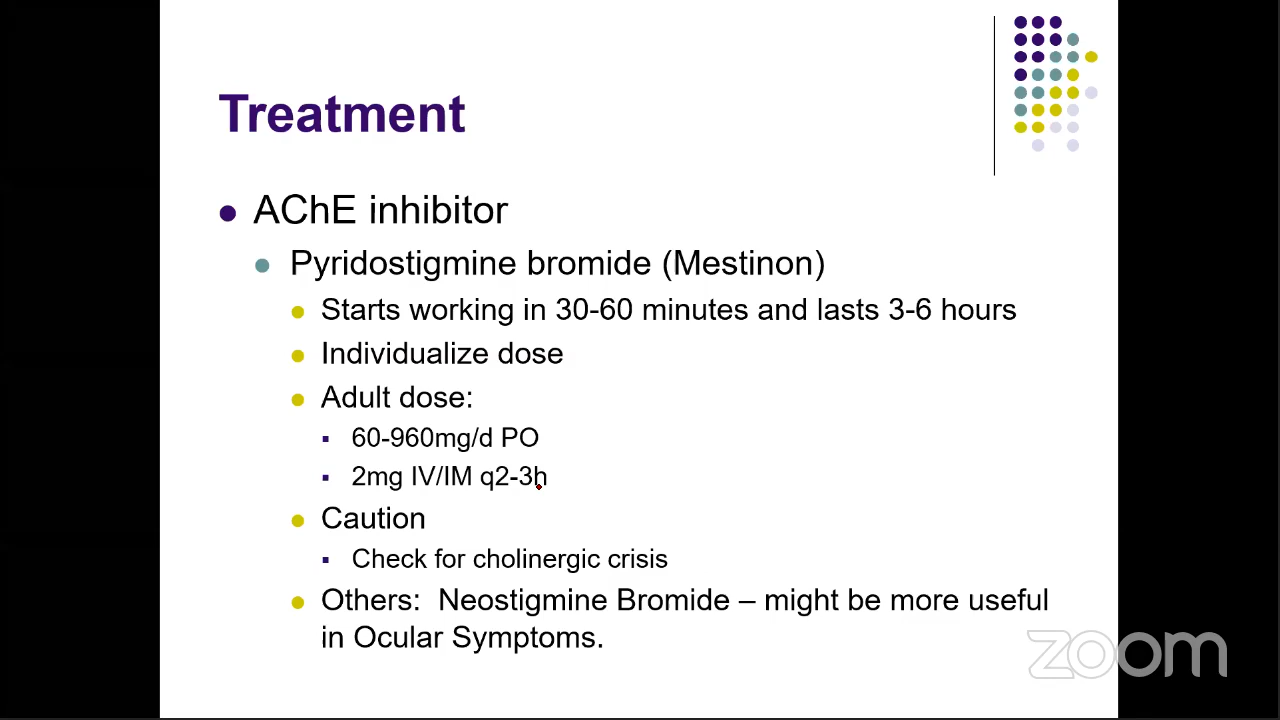 Treatment
AChE inhibitor
Pyridostigmine bromide (Mestinon)
Starts working in 30-60 minutes and lasts 3-6 hours
Individualize dose
Adult dose:
60-960mg/d PO
2mg IV/IM q2-3h
Caution
Check for cholinergic crisis
Others:  Neostigmine Bromide – might be more useful
in Ocular Symptoms.
zoom